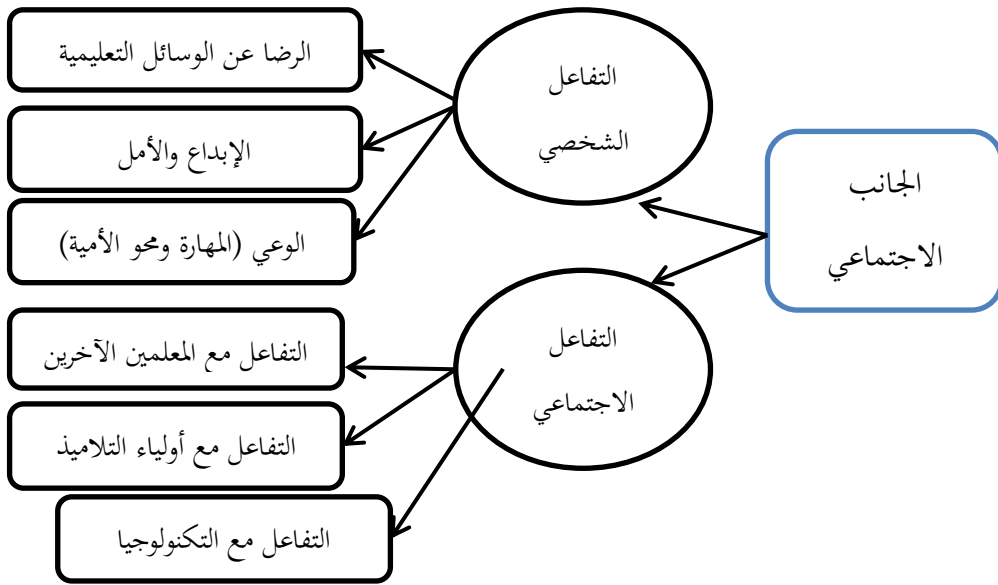 الجانب
الاجتماعي
التفاعل
الشخصي
الرضا عن الوسائل التعليمية
الإبداع والأمل
الوعي (المهارة ومحو الأمية)
التفاعل
الاجتماعي
التفاعل مع المعلمين الآخرين
التفاعل مع أولياء التلاميذ
التفاعل مع التكنولوجيا